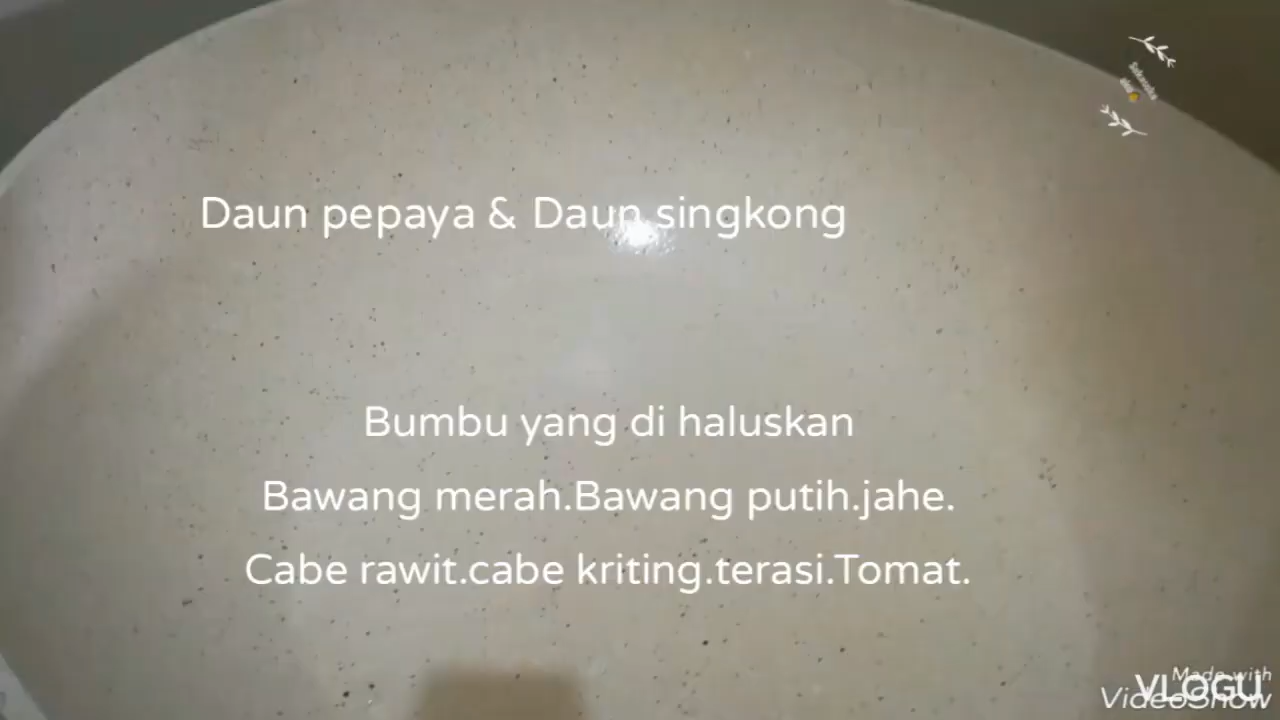 Daun pepaya & Daun singkong
Bumbu yang di haluskan
Bawang merah.Bawang putih.jahe.
Cabe rawit.cabe kriting.terasi.Tomat.
Made with
VLOGU
VideoShow